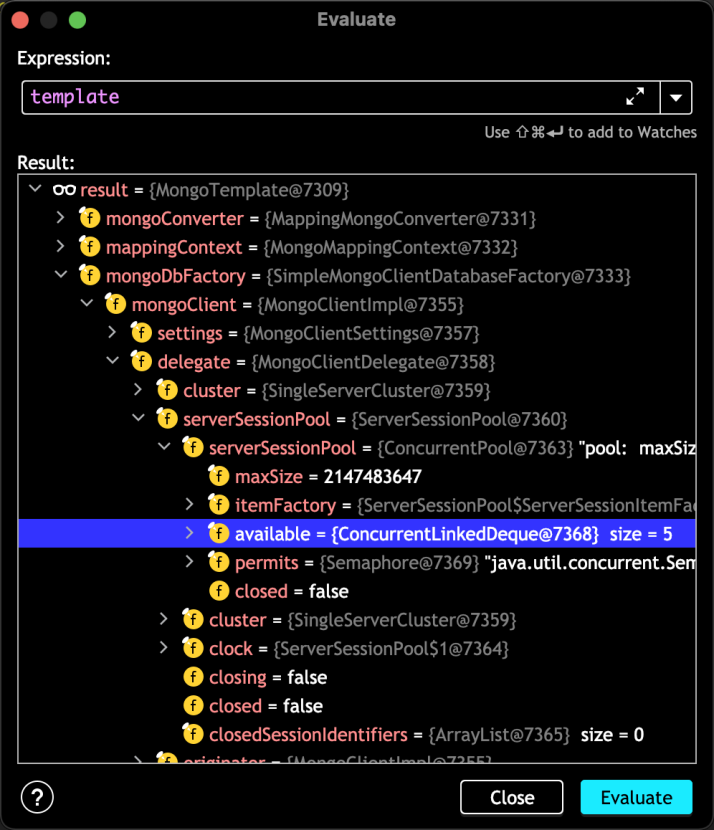 Evaluate
Expression:
template
Use ⇧⌘↩ to add to Watches
Result:
result = {MongoTemplate@7309}
f mongoConverter = {MappingMongoConverter@7331}
f mappingContext = {MongoMappingContext@7332}
f mongoDbFactory = {SimpleMongoClientDatabaseFactory@7333}
f mongoClient = {MongoClientImpl@7355}
f settings = {MongoClientSettings@7357}
f delegate = {MongoClientDelegate@7358}
f cluster = {SingleServerCluster@7359}
f serverSessionPool = {ServerSessionPool@7360}
f serverSessionPool = {ConcurrentPool@7363} "pool: maxSiz
f maxSize = 2147483647
f itemFactory = {ServerSessionPool$ServerSessionItemFac
f available = {ConcurrentLinkedDeque@7368} size = 5
f permits = {Semaphore@7369} "java.util.concurrent.Sem
f closed = false
f cluster = {SingleServerCluster@7359}
f clock = {ServerSessionPool$1@7364}
f closing = false
f closed = false
f closedSessionIdentifiers = {ArrayList@7365} size = 0
f originator = {MongoClientImpl@7355}
? Close Evaluate